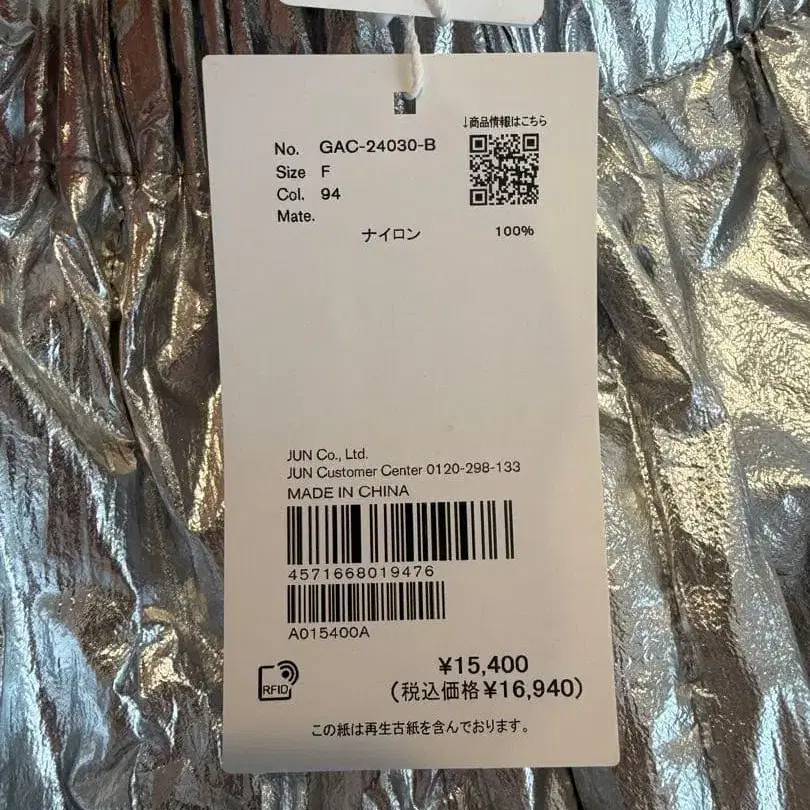 ↓商品情報はこちら
No. GAC-24030-B
Size F
Col. 94
Mate.
ナイロン 100%
JUN Co., Ltd.
JUN Customer Center 0120-298-133
MADE IN CHINA
4571668019476
A015400A
RFID
¥15,400
(税込価格¥16,940)
この紙は再生古紙を含んでおります。